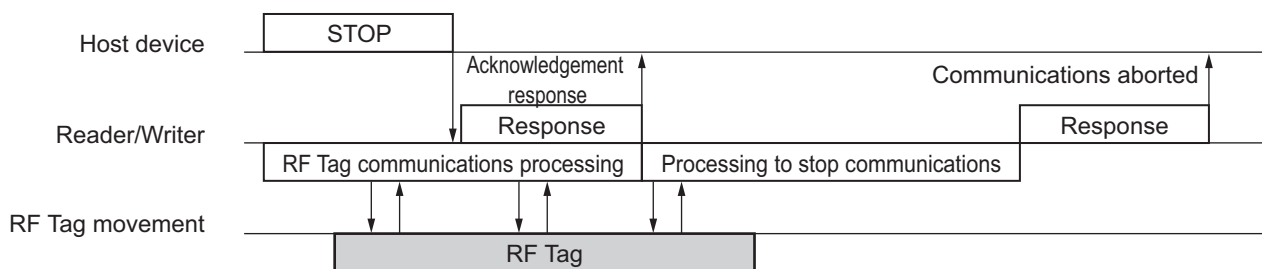 STOP
Host device
Acknowledgement
response
Communications aborted
Reader/Writer
Response
Response
RF Tag communications processing
Processing to stop communications
RF Tag movement
RF Tag